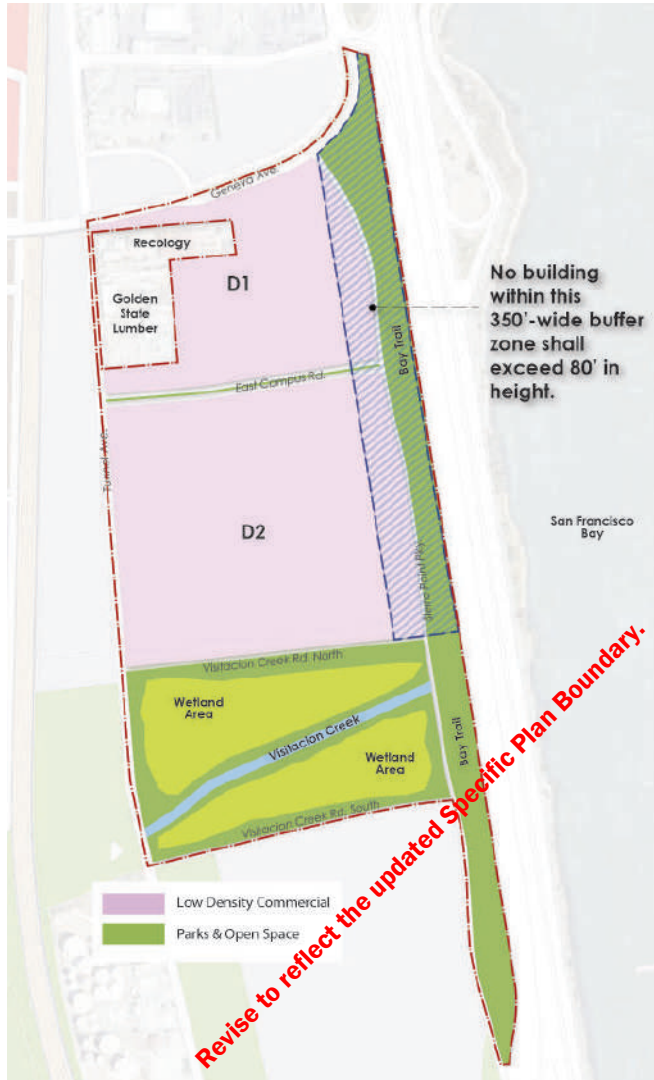 Geneva Ave.
Recology
Golden
State
Lumber
D1
No building
within this
350'-wide buffer
zone shall
exceed 80' in
height.
Bay Trail
East Campus Rd.
Tunnel Ave.
D2
San Francisco
Bay
Sierra Point Pky.
Visitacion Creek Rd. North
Wetland
Area
Visitacion Creek
Wetland
Area
Bay Trail
Visitacion Creek Rd. South
Low Density Commercial
Parks & Open Space
Revise to reflect the updated Specific Plan Boundary.